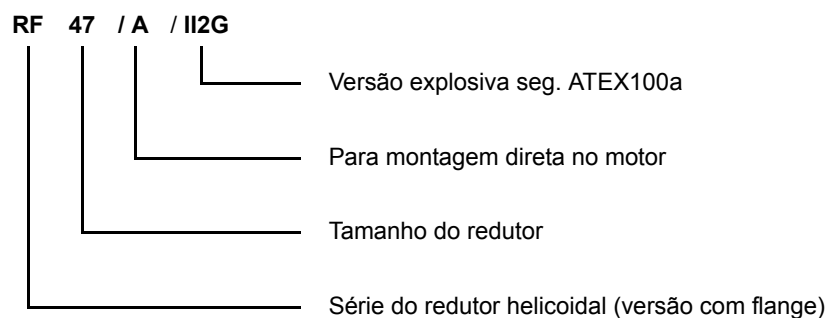 RF 47 / A / II2G
Versão explosiva seg. ATEX100a
Para montagem direta no motor
Tamanho do redutor
Série do redutor helicoidal (versão com flange)